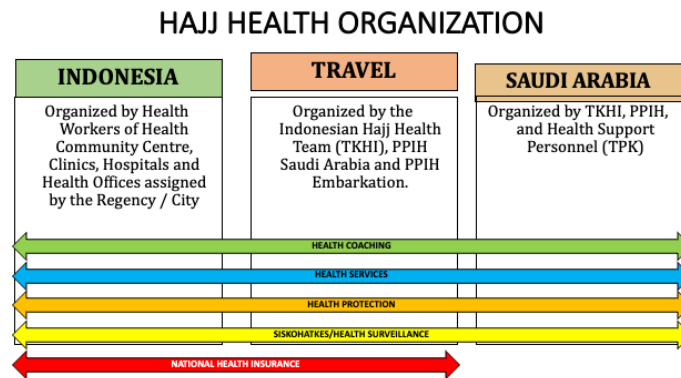 HAJJ HEALTH ORGANIZATION
INDONESIA
Organized by Health
Workers of Health
Community Centre,
Clinics, Hospitals and
Health Offices assigned
by the Regency / City
TRAVEL
Organized by the
Indonesian Hajj Health
Team (TKHI), PPIH
Saudi Arabia and PPIH
Embarkation.
SAUDI ARABIA
Organized by TKHI, PPIH,
and Health Support
Personnel (TPK)
HEALTH COACHING
HEALTH SERVICES
HEALTH PROTECTION
SISKOHATKES/HEALTH SURVEILLANCE
NATIONAL HEALTH INSURANCE